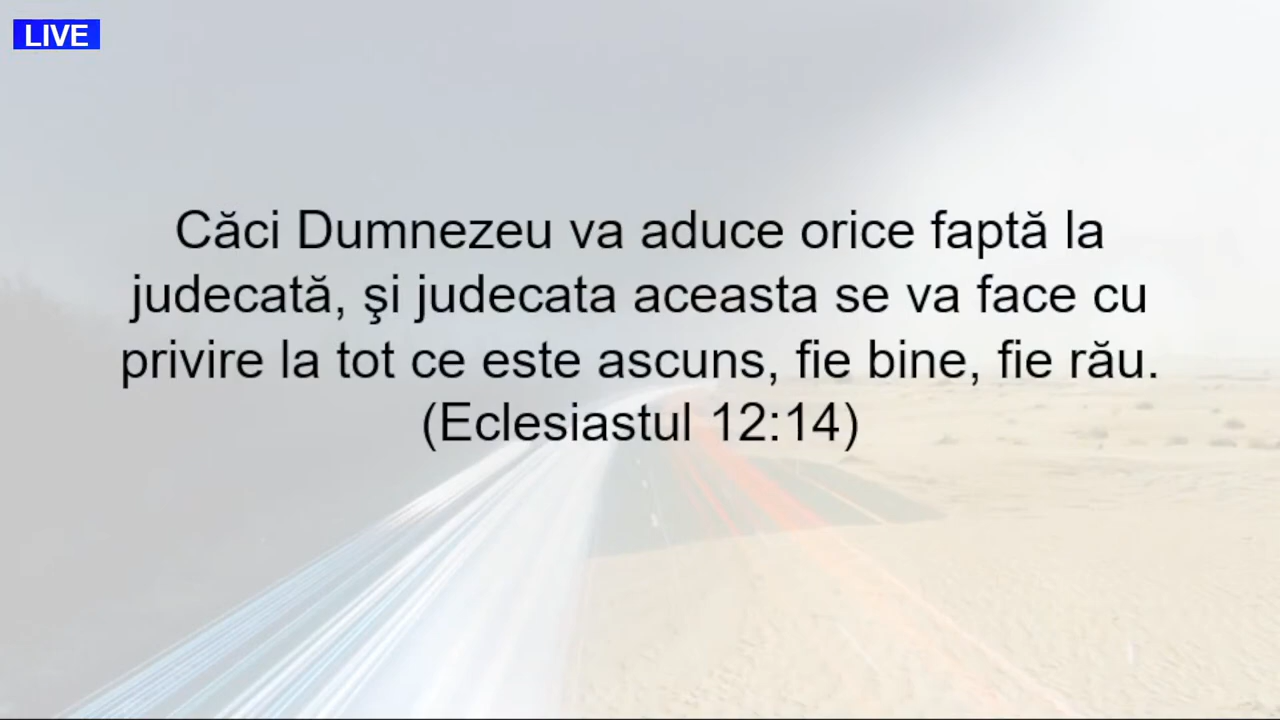 LIVE
Căci Dumnezeu va aduce orice faptă la
judecată, şi judecata aceasta se va face cu
privire la tot ce este ascuns, fie bine, fie rău.
(Eclesiastul 12:14)